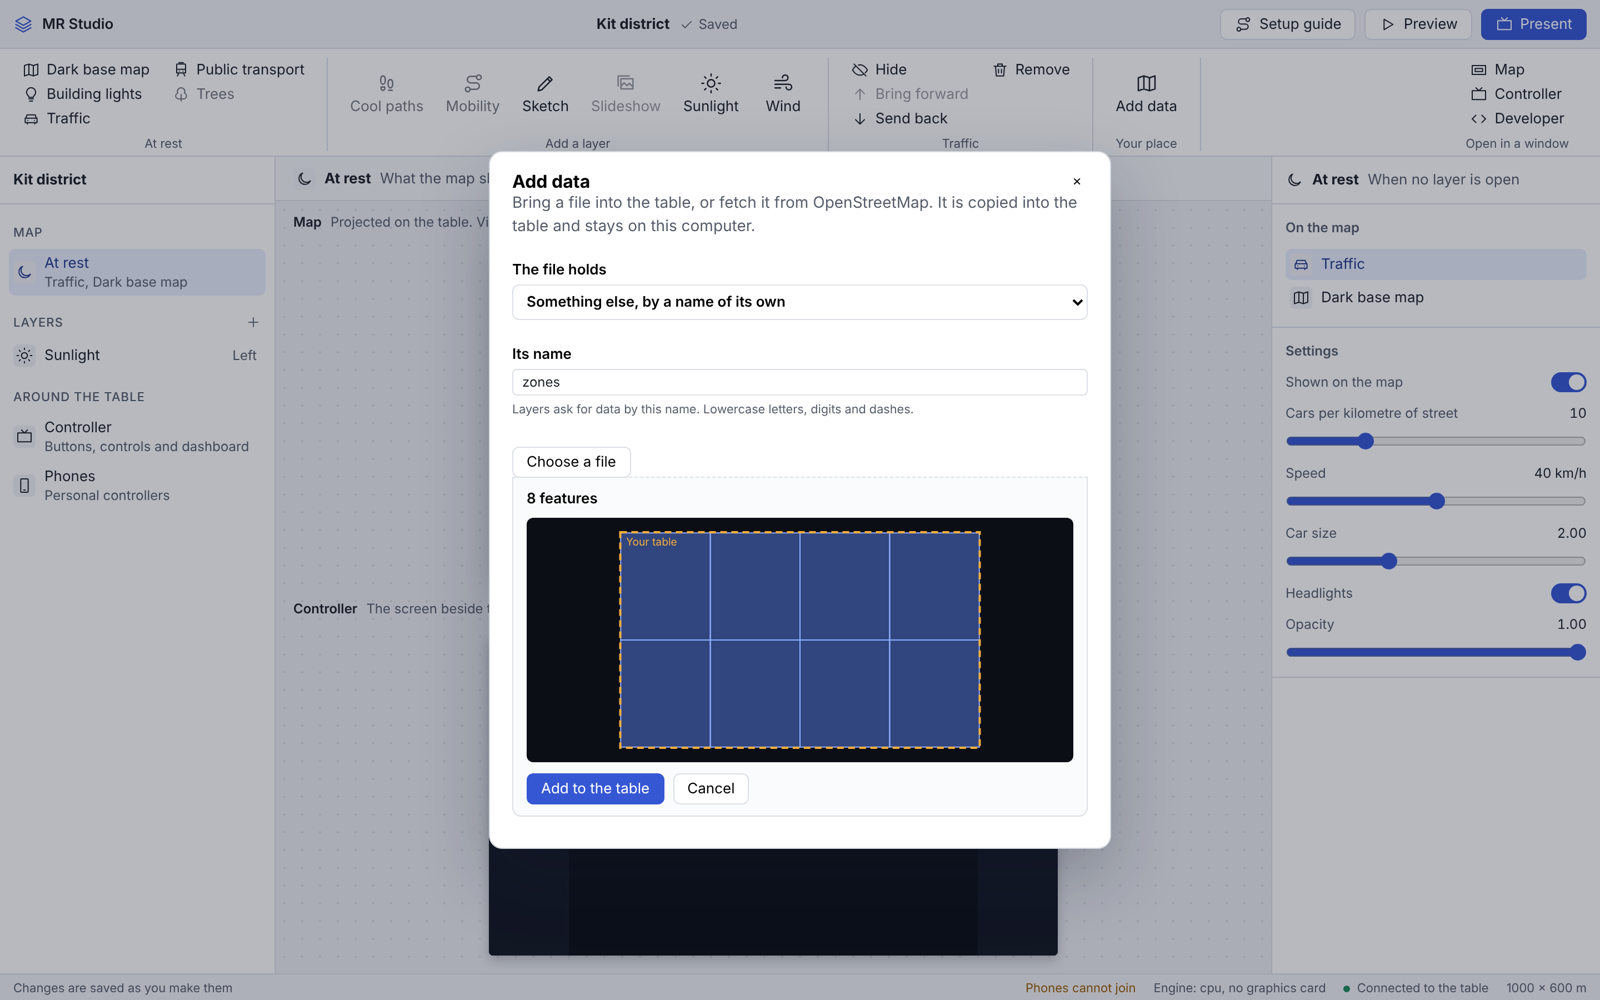 MR Studio
Kit district
Saved
Setup guide
Preview
Present
Dark base map
Public transport
Building lights
Trees
Traffic
At rest
Cool paths
Mobility
Sketch
Slideshow
Sunlight
Wind
Add a layer
Hide
Remove
Bring forward
Send back
Traffic
Add data
Your place
Map
Controller
Developer
Open in a window
Kit district
MAP
At rest
Traffic, Dark base map
LAYERS
Sunlight
Left
AROUND THE TABLE
Controller
Buttons, controls and dashboard
Phones
Personal controllers
At rest What the map s
Map Projected on the table. Vi
Controller The screen beside
Add data
Bring a file into the table, or fetch it from OpenStreetMap. It is copied into the
table and stays on this computer.
The file holds
Something else, by a name of its own
Its name
zones
Layers ask for data by this name. Lowercase letters, digits and dashes.
Choose a file
8 features
Your table
Add to the table
Cancel
At rest When no layer is open
On the map
Traffic
Dark base map
Settings
Shown on the map
Cars per kilometre of street 10
Speed 40 km/h
Car size 2.00
Headlights
Opacity 1.00
Changes are saved as you make them
Phones cannot join
Engine: cpu, no graphics card
Connected to the table
1000 × 600 m